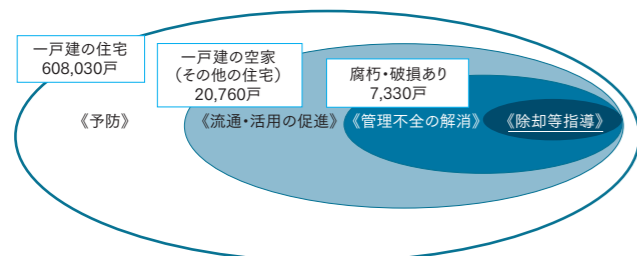 一戸建の住宅
608,030戸
一戸建の空家
（その他の住宅）
20,760戸
腐朽・破損あり
7,330戸
《予防》
《流通・活用の促進》
《管理不全の解消》
《除却等指導》